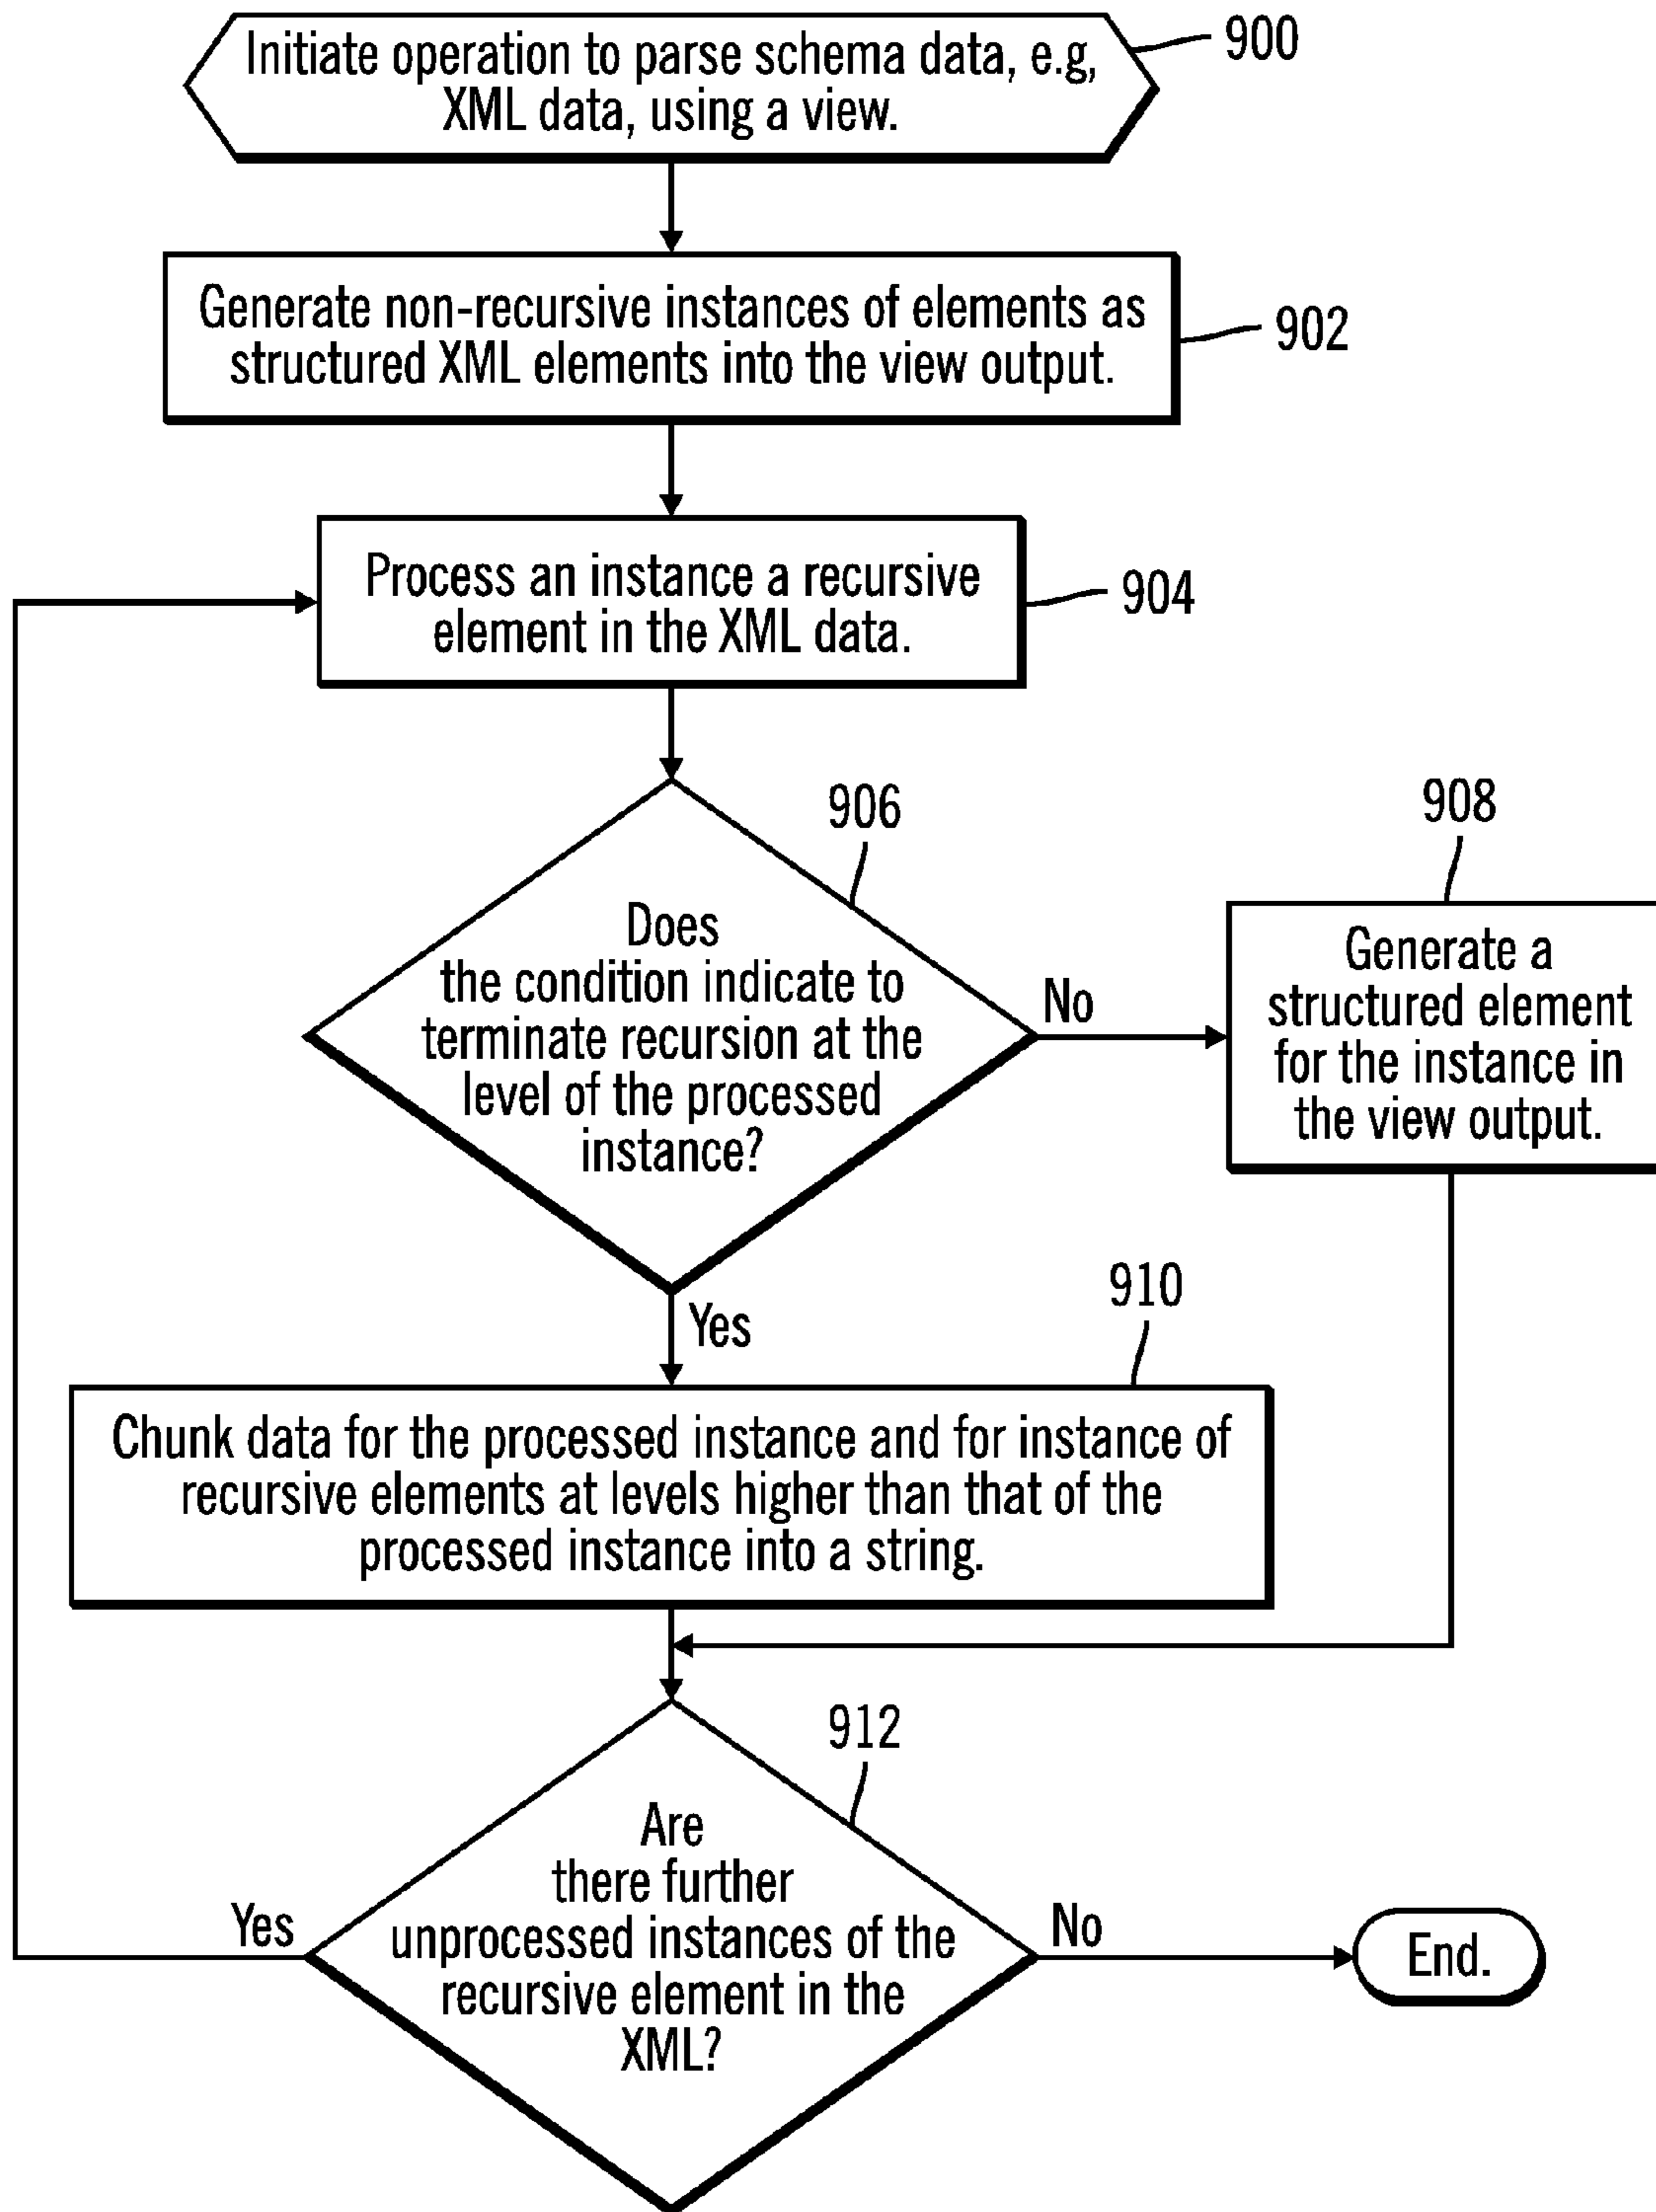 Initiate operation to parse schema data, e.g,
XML data, using a view.
900
Generate non-recursive instances of elements as
structured XML elements into the view output.
902
Process an instance a recursive
element in the XML data.
904
906
Does
the condition indicate to
terminate recursion at the
level of the processed
instance?
No
Yes
908
Generate a
structured element
for the instance in
the view output.
910
Chunk data for the processed instance and for instance of
recursive elements at levels higher than that of the
processed instance into a string.
912
Are
there further
unprocessed instances of the
recursive element in the
XML?
Yes
No
End.